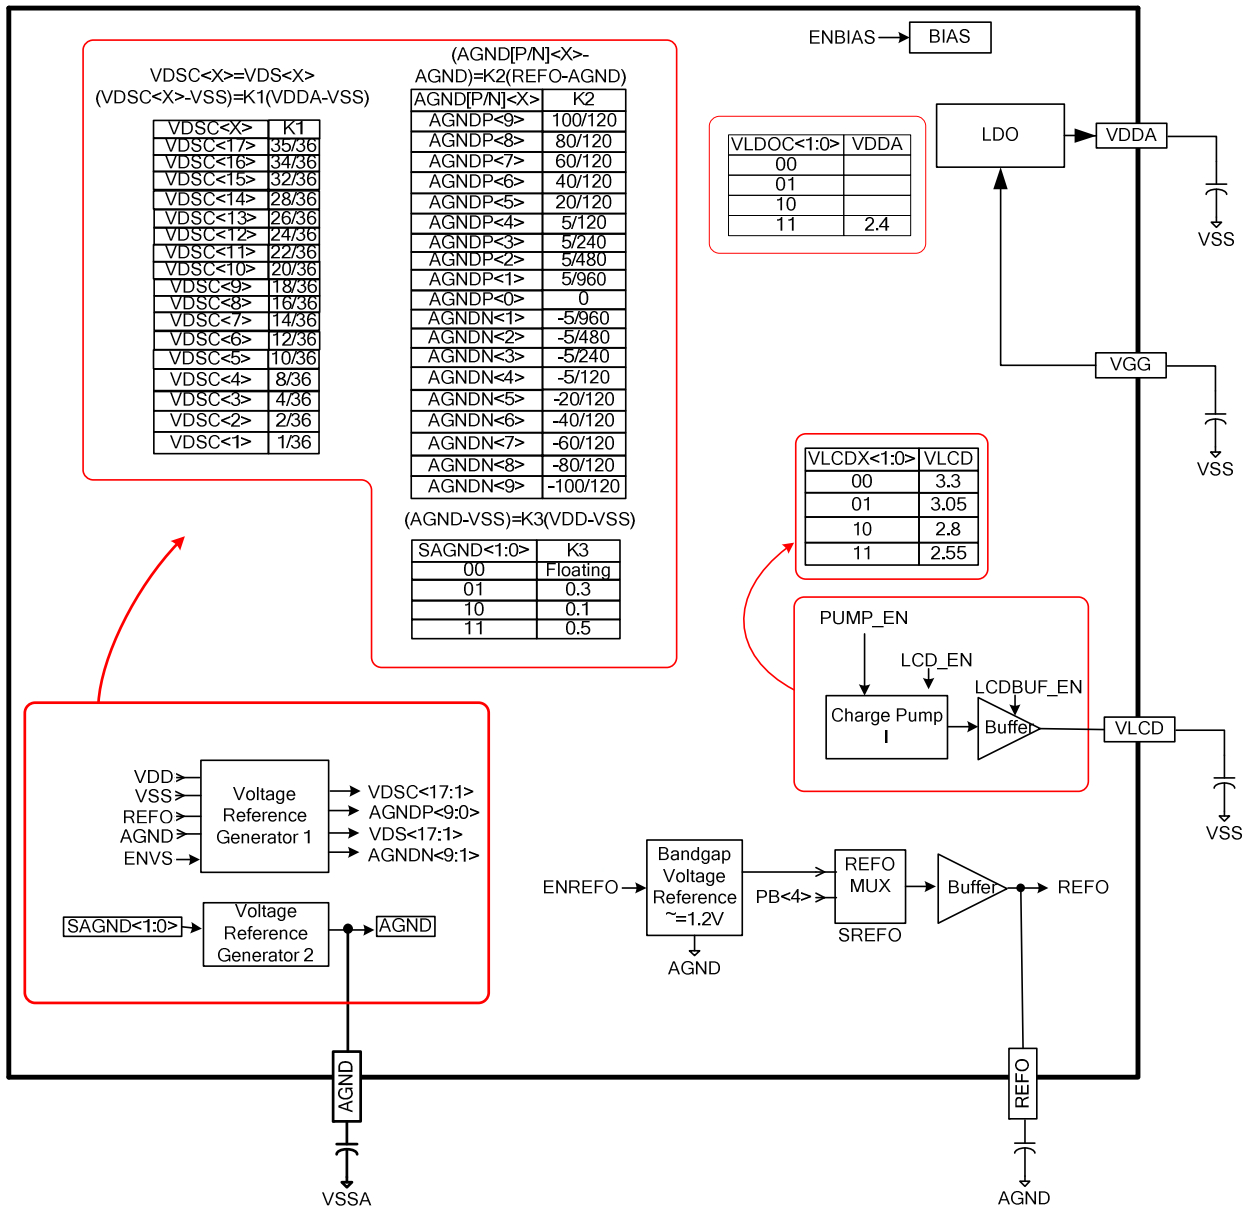 ENBIAS
BIAS
VDSC<X>=VDS<X>
(VDSC<X>-VSS)=K1(VDDA-VSS)
VDSC<X> K1
VDSC<17> 35/36
VDSC<16> 34/36
VDSC<15> 32/36
VDSC<14> 28/36
VDSC<13> 26/36
VDSC<12> 24/36
VDSC<11> 22/36
VDSC<10> 20/36
VDSC<9> 18/36
VDSC<8> 16/36
VDSC<7> 14/36
VDSC<6> 12/36
VDSC<5> 10/36
VDSC<4> 8/36
VDSC<3> 4/36
VDSC<2> 2/36
VDSC<1> 1/36
(AGND[P/N]<X>-
AGND)=K2(REFO-AGND)
AGND[P/N]<X> K2
AGNDP<9> 100/120
AGNDP<8> 80/120
AGNDP<7> 60/120
AGNDP<6> 40/120
AGNDP<5> 20/120
AGNDP<4> 5/120
AGNDP<3> 5/240
AGNDP<2> 5/480
AGNDP<1> 5/960
AGNDP<0> 0
AGNDN<1> -5/960
AGNDN<2> -5/480
AGNDN<3> -5/240
AGNDN<4> -5/120
AGNDN<5> -20/120
AGNDN<6> -40/120
AGNDN<7> -60/120
AGNDN<8> -80/120
AGNDN<9> -100/120
(AGND-VSS)=K3(VDD-VSS)
SAGND<1:0> K3
00 Floating
01 0.3
10 0.1
11 0.5
VLDOC<1:0> VDDA
00
01
10
11 2.4
LDO
VDDA
VSS
VGG
VSS
VLCDX<1:0> VLCD
00 3.3
01 3.05
10 2.8
11 2.55
PUMP_EN
LCD_EN
LCDBUF_EN
Charge Pump
I
Buffer
VLCD
VSS
VDD
VSS
REFO
AGND
ENVS
Voltage
Reference
Generator 1
VDSC<17:1>
AGNDP<9:0>
VDS<17:1>
AGNDN<9:1>
SAGND<1:0>
Voltage
Reference
Generator 2
AGND
AGND
VSSA
ENREFO
Bandgap
Voltage
Reference
~=1.2V
AGND
PB<4>
REFO
MUX
SREFO
Buffer
REFO
REFO
AGND